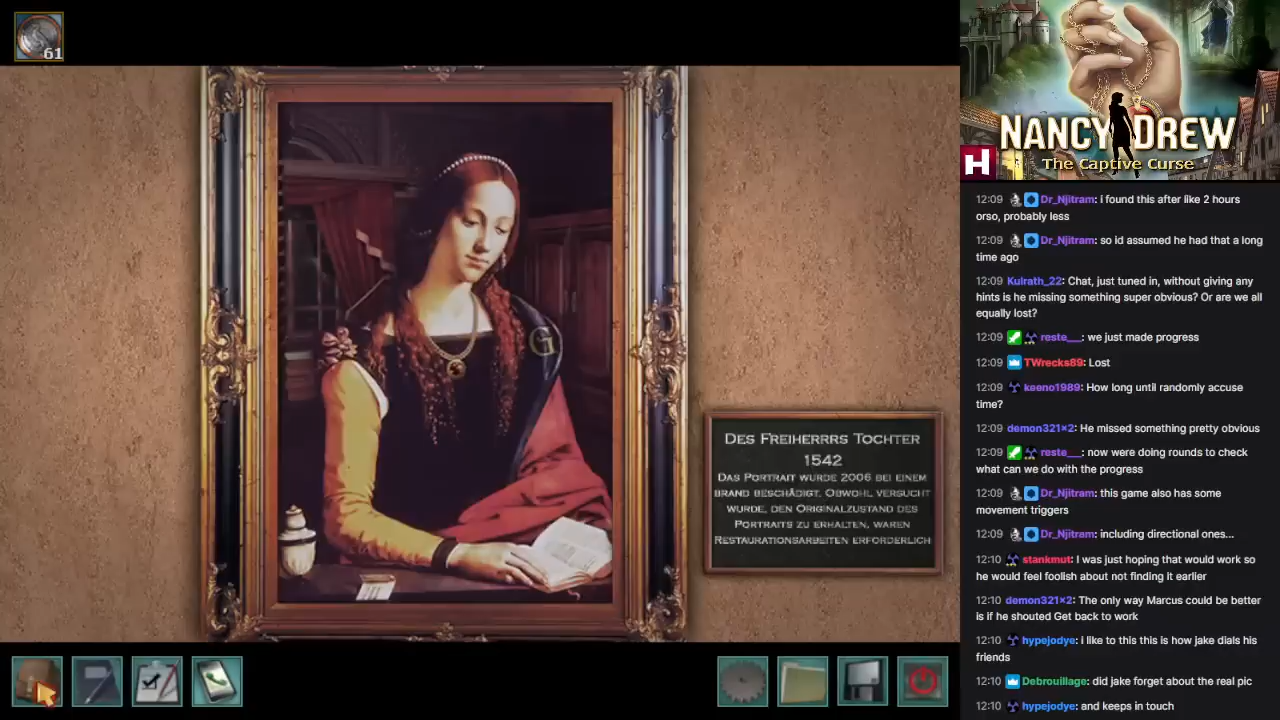 61
DES FREIHERRRS TOCHTER
1542
DAS PORTRAIT WURDE 2006 BEI EINEM
BRAND BESCHÄDIGT. OBWOHL VERSUCHT
WURDE, DEN ORIGINALZUSTAND DES
PORTRAITS ZU ERHALTEN, WAREN
RESTAURATIONSARBEITEN ERFORDERLICH
G
NANCY DREW
The Captive Curse
H
12:09 Dr_Njitram: i found this after like 2 hours
orso, probably less
12:09 Dr_Njitram: so id assumed he had that a long
time ago
12:09 Kulrath_22: Chat, just tuned in, without giving any
hints is he missing something super obvious? Or are we all
equally lost?
12:09 reste___: we just made progress
12:09 TWrecks89: Lost
12:09 keeno1989: How long until randomly accuse
time?
12:09 demon321×2: He missed something pretty obvious
12:09 reste___: now were doing rounds to check
what can we do with the progress
12:09 Dr_Njitram: this game also has some
movement triggers
12:09 Dr_Njitram: including directional ones...
12:10 stankmut: I was just hoping that would work so
he would feel foolish about not finding it earlier
12:10 demon321×2: The only way Marcus could be better
is if he shouted Get back to work
12:10 hypejodye: i like to this this is how jake dials his
friends
12:10 Debrouillage: did jake forget about the real pic
12:10 hypejodye: and keeps in touch